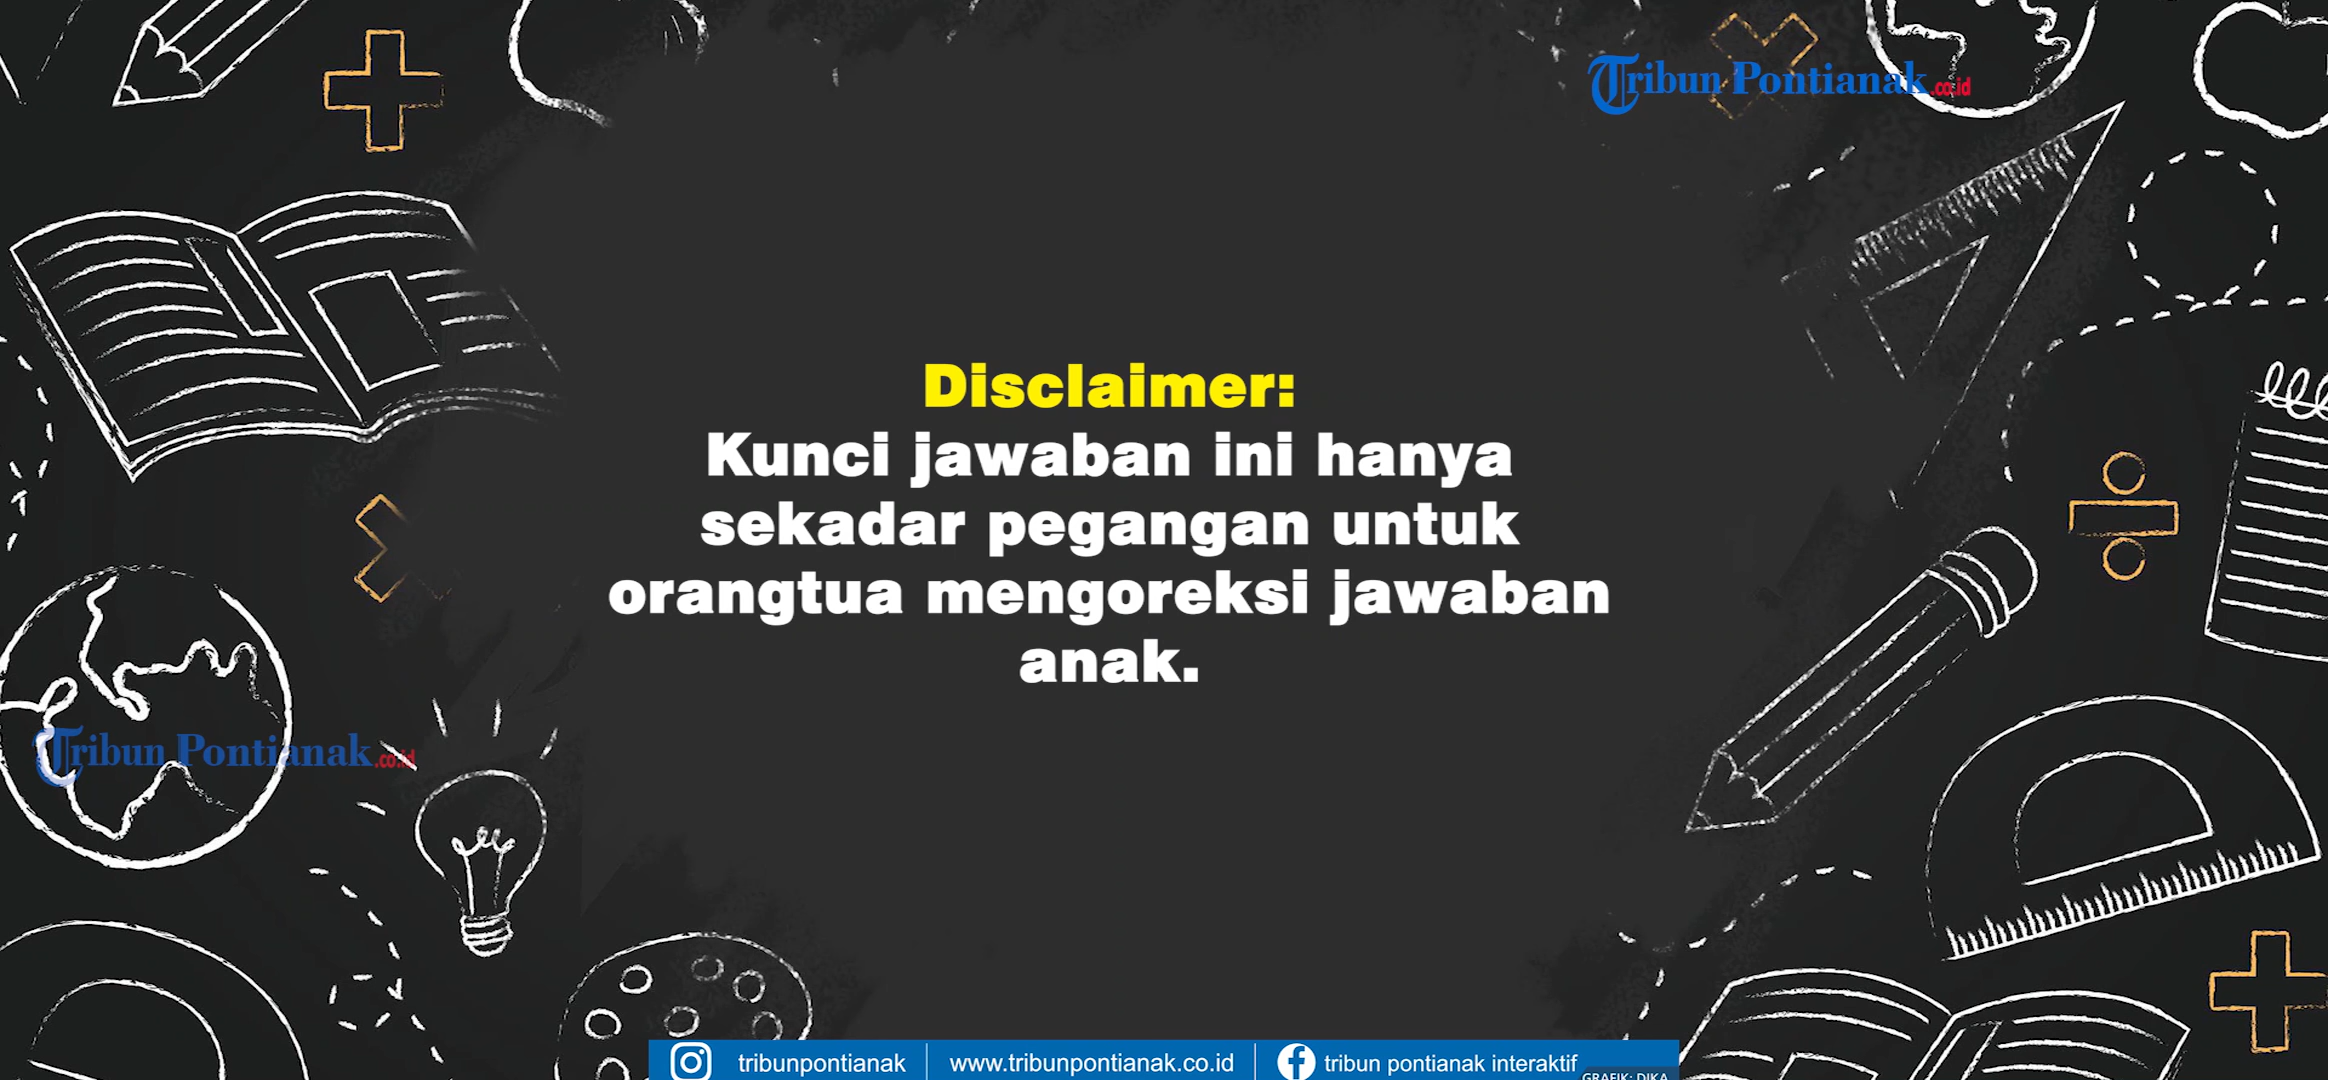 Tribun Pontianak.co.id
Disclaimer:
Kunci jawaban ini hanya
sekadar pegangan untuk
orangtua mengoreksi jawaban
anak.
Tribun Pontianak.co.id
tribunpontianak
www.tribunpontianak.co.id
tribun pontianak interaktif
GRAFIK: DIKA